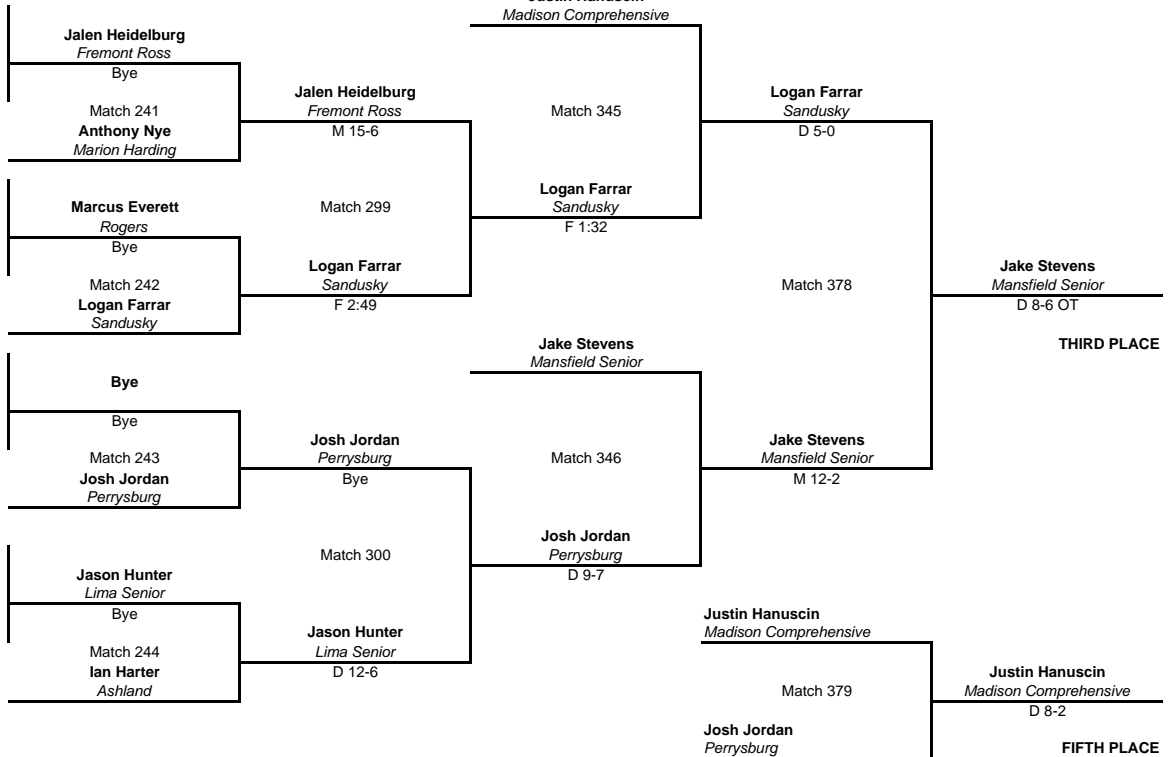 Justin Hanuscin
Madison Comprehensive
Jalen Heidelburg
Fremont Ross
Bye
Match 241
Anthony Nye
Marion Harding
Jalen Heidelburg
Fremont Ross
M 15-6
Match 345
Logan Farrar
Sandusky
D 5-0
Marcus Everett
Rogers
Bye
Match 242
Logan Farrar
Sandusky
Match 299
Logan Farrar
Sandusky
F 2:49
Logan Farrar
Sandusky
F 1:32
Match 378
Jake Stevens
Mansfield Senior
D 8-6 OT
THIRD PLACE
Bye
Bye
Match 243
Josh Jordan
Perrysburg
Josh Jordan
Perrysburg
Bye
Jake Stevens
Mansfield Senior
Match 346
Jake Stevens
Mansfield Senior
M 12-2
Match 300
Josh Jordan
Perrysburg
D 9-7
Jason Hunter
Lima Senior
Bye
Match 244
Ian Harter
Ashland
Jason Hunter
Lima Senior
D 12-6
Justin Hanuscin
Madison Comprehensive
Match 379
Josh Jordan
Perrysburg
Justin Hanuscin
Madison Comprehensive
D 8-2
FIFTH PLACE